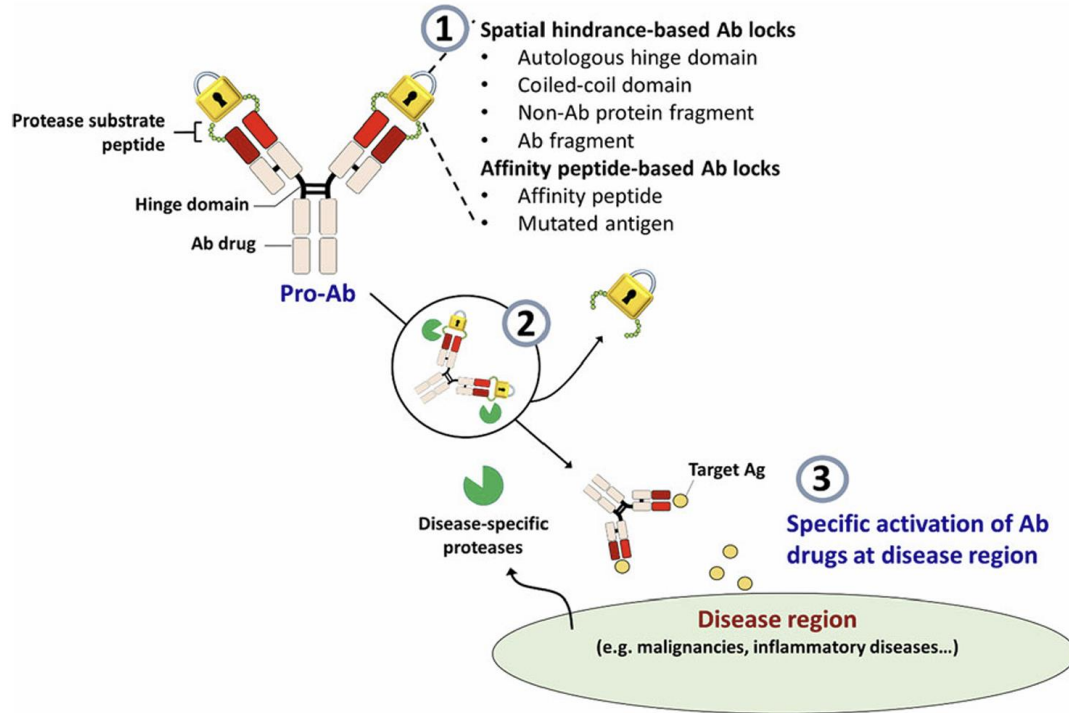 1
Spatial hindrance-based Ab locks
• Autologous hinge domain
• Coiled-coil domain
• Non-Ab protein fragment
• Ab fragment
Affinity peptide-based Ab locks
• Affinity peptide
• Mutated antigen
Protease substrate
peptide
Hinge domain
Ab drug
Pro-Ab
2
Disease-specific
proteases
Target Ag
3
Specific activation of Ab
drugs at disease region
Disease region
(e.g. malignancies, inflammatory diseases...)